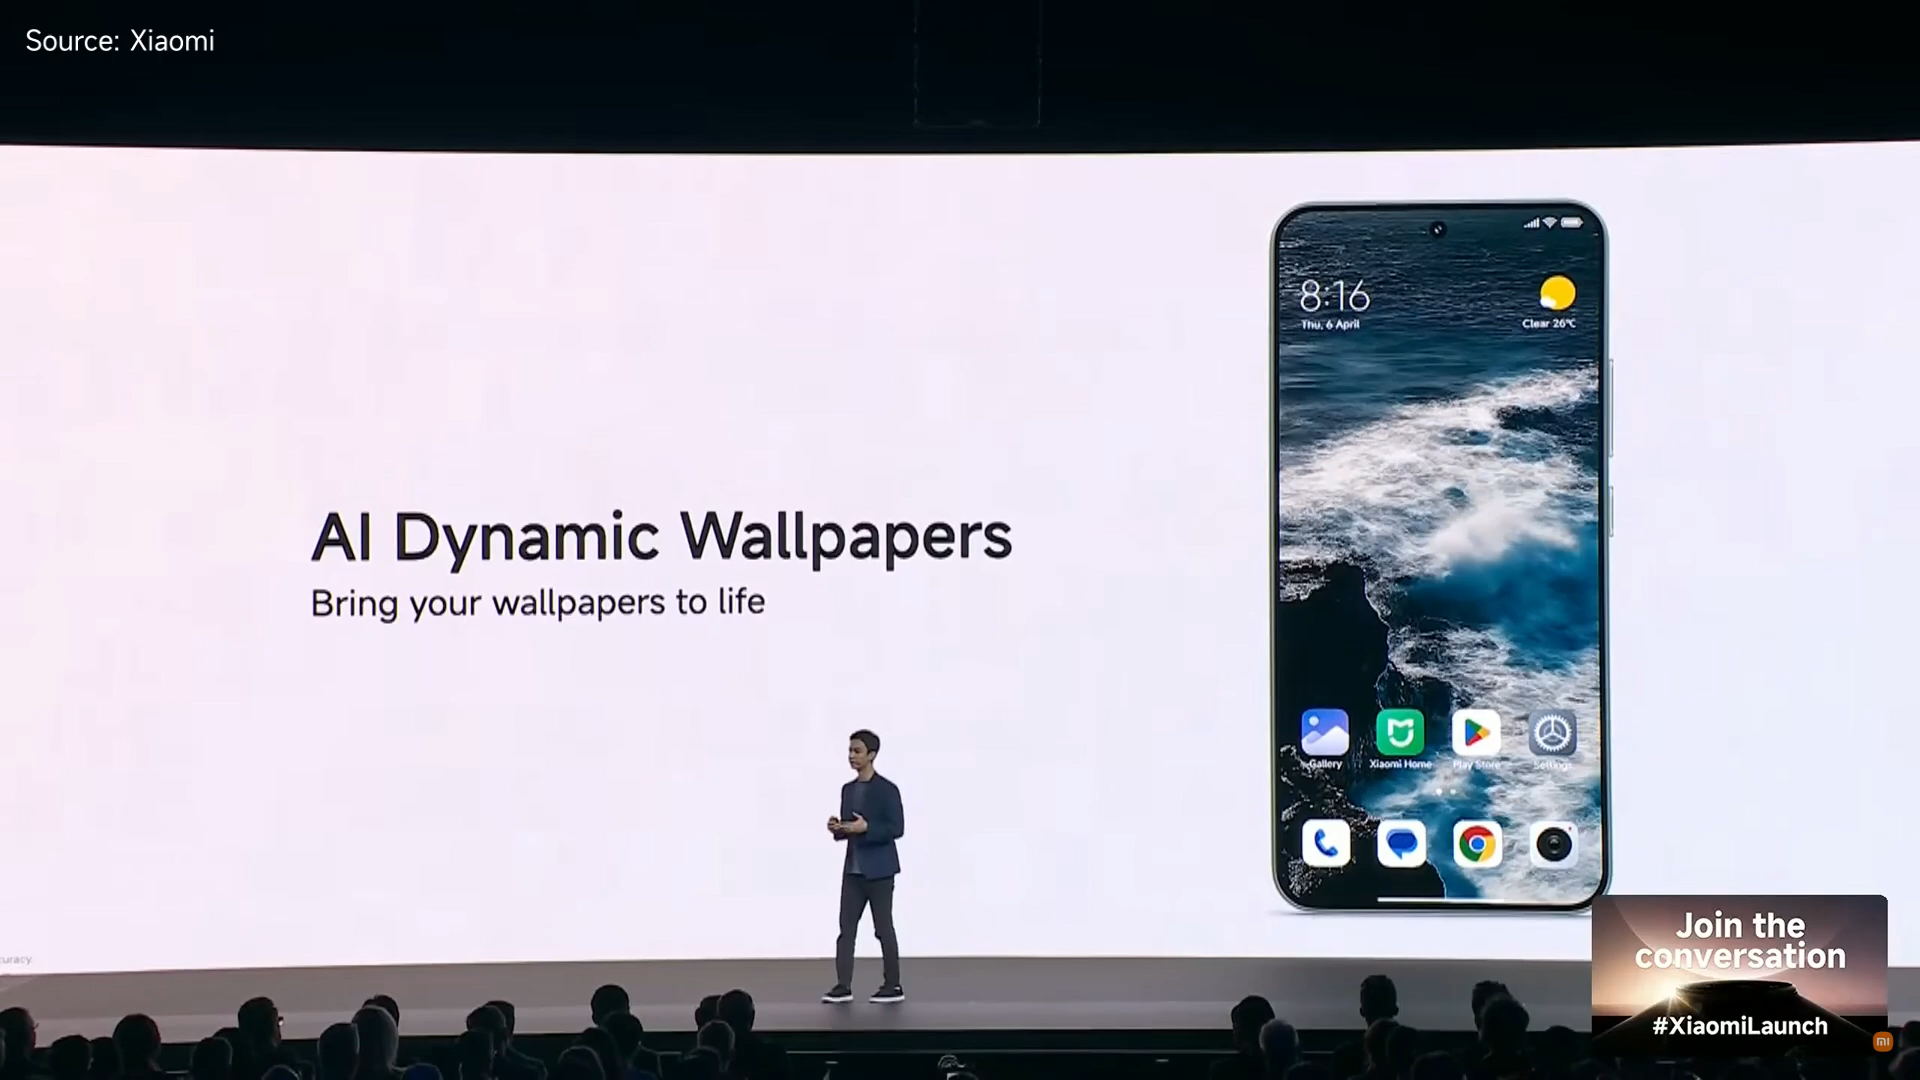 Source: Xiaomi
AI Dynamic Wallpapers
Bring your wallpapers to life
8:16
Thu, 6 April
Clear 26℃
Gallery
Xiaomi Home
Play Store
Settings
Join the
conversation
#XiaomiLaunch
mi